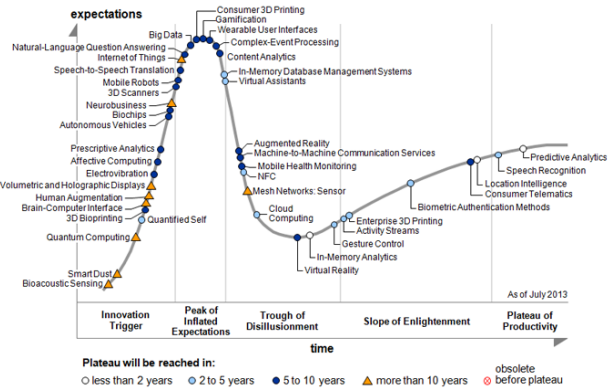 expectations
Consumer 3D Printing
Gamification
Wearable User Interfaces
Big Data
Complex-Event Processing
Natural-Language Question Answering
Content Analytics
Internet of Things
Speech-to-Speech Translation
In-Memory Database Management Systems
Mobile Robots
Virtual Assistants
3D Scanners
Neurobusiness
Biochips
Autonomous Vehicles
Augmented Reality
Prescriptive Analytics
Machine-to-Machine Communication Services
Predictive Analytics
Affective Computing
Mobile Health Monitoring
Speech Recognition
Electrovibration
NFC
Location Intelligence
Volumetric and Holographic Displays
Mesh Networks: Sensor
Consumer Telematics
Human Augmentation
Brain-Computer Interface
Biometric Authentication Methods
3D Bioprinting
Quantified Self
Cloud
Computing
Enterprise 3D Printing
Activity Streams
Quantum Computing
Gesture Control
In-Memory Analytics
Virtual Reality
Smart Dust
Bioacoustic Sensing
As of July 2013
Innovation
Trigger
Peak of
Inflated
Expectations
Trough of
Disillusionment
Slope of Enlightenment
Plateau of
Productivity
time
Plateau will be reached in:
less than 2 years
2 to 5 years
5 to 10 years
more than 10 years
obsolete
before plateau